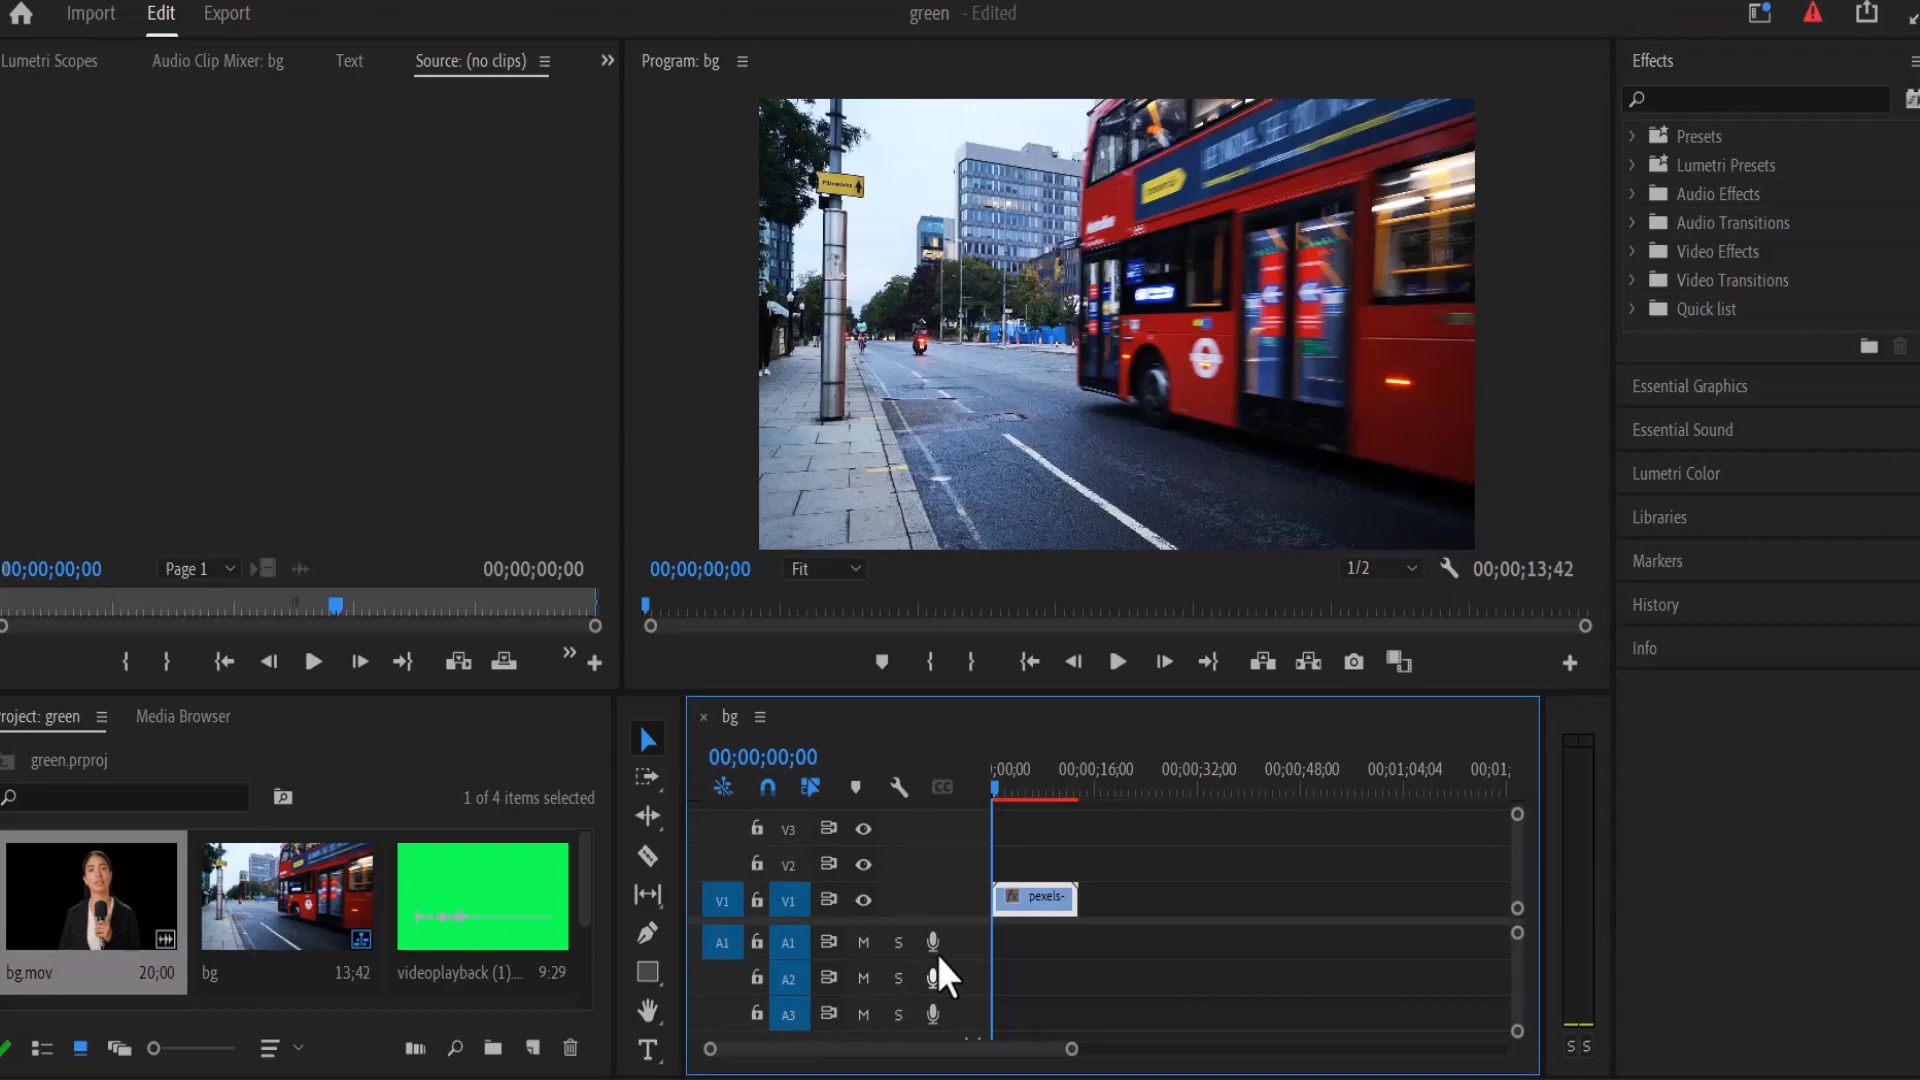 Import Edit Export green - Edited
Lumetri Scopes Audio Clip Mixer: bg Text Source: (no clips) Program: bg Effects
Presets
Lumetri Presets
Audio Effects
Audio Transitions
Video Effects
Video Transitions
Quick list
Essential Graphics
Essential Sound
Lumetri Color
Libraries
Markers
History
Info
00;00;00;00 Page 1 00;00;00;00 00;00;00;00 Fit 1/2 00;00;13;42
roject: green Media Browser
green.prproj
1 of 4 items selected
bg.mov 20;00 bg 13;42 videoplayback (1).... 9:29
bg
00;00;00;00
;00;00 00;00;16;00 00;00;32;00 00;00;48;00 00;01;04;04 00;01;
V3
V2
V1 V1 fx pexels-
A1 A1 M S
A2 M S
A3 M S
S S